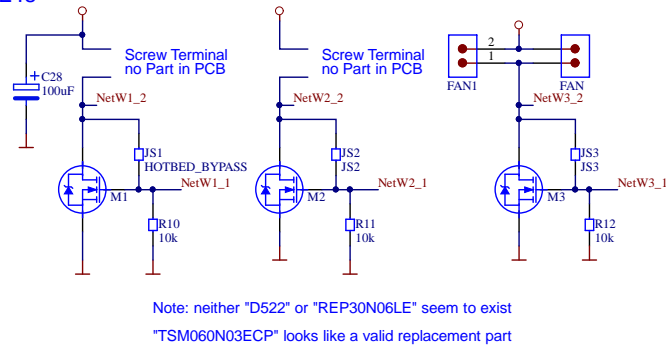 C28
100uF
Screw Terminal
no Part in PCB
NetW1_2
JS1
HOTBED_BYPASS
NetW1_1
M1
R10
10k
Screw Terminal
no Part in PCB
NetW2_2
JS2
JS2
NetW2_1
M2
R11
10k
2
1
FAN1
FAN
NetW3_2
JS3
JS3
NetW3_1
M3
R12
10k
Note: neither "D522" or "REP30N06LE" seem to exist
"TSM060N03ECP" looks like a valid replacement part